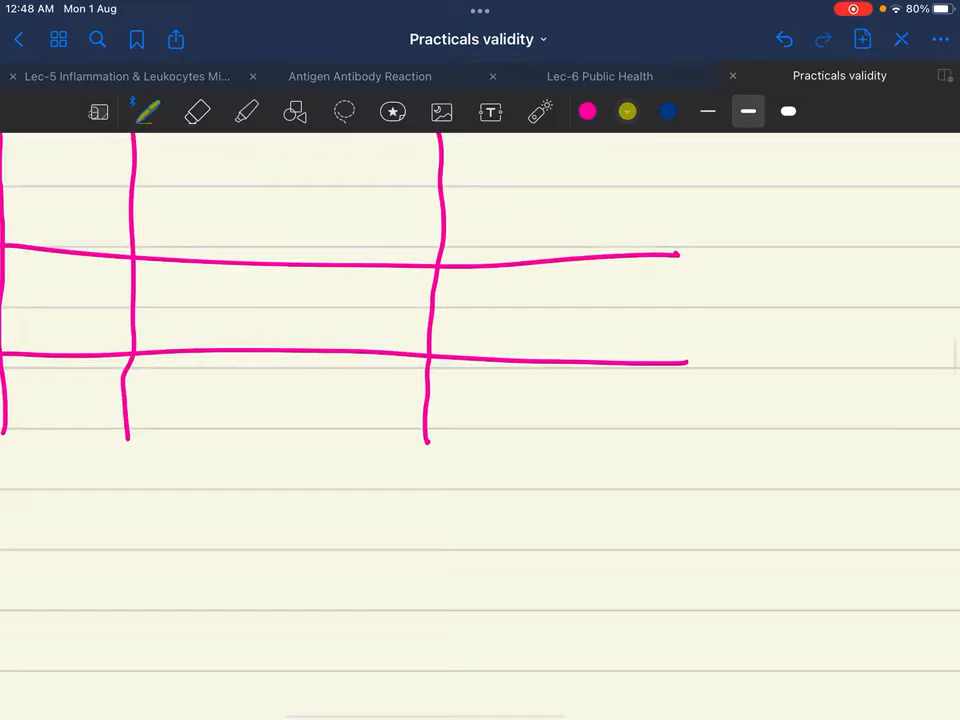 12:48 AM Mon 1 Aug
80%
Practicals validity
Lec-5 Inflammation & Leukocytes Mi...
Antigen Antibody Reaction
Lec-6 Public Health
Practicals validity
T